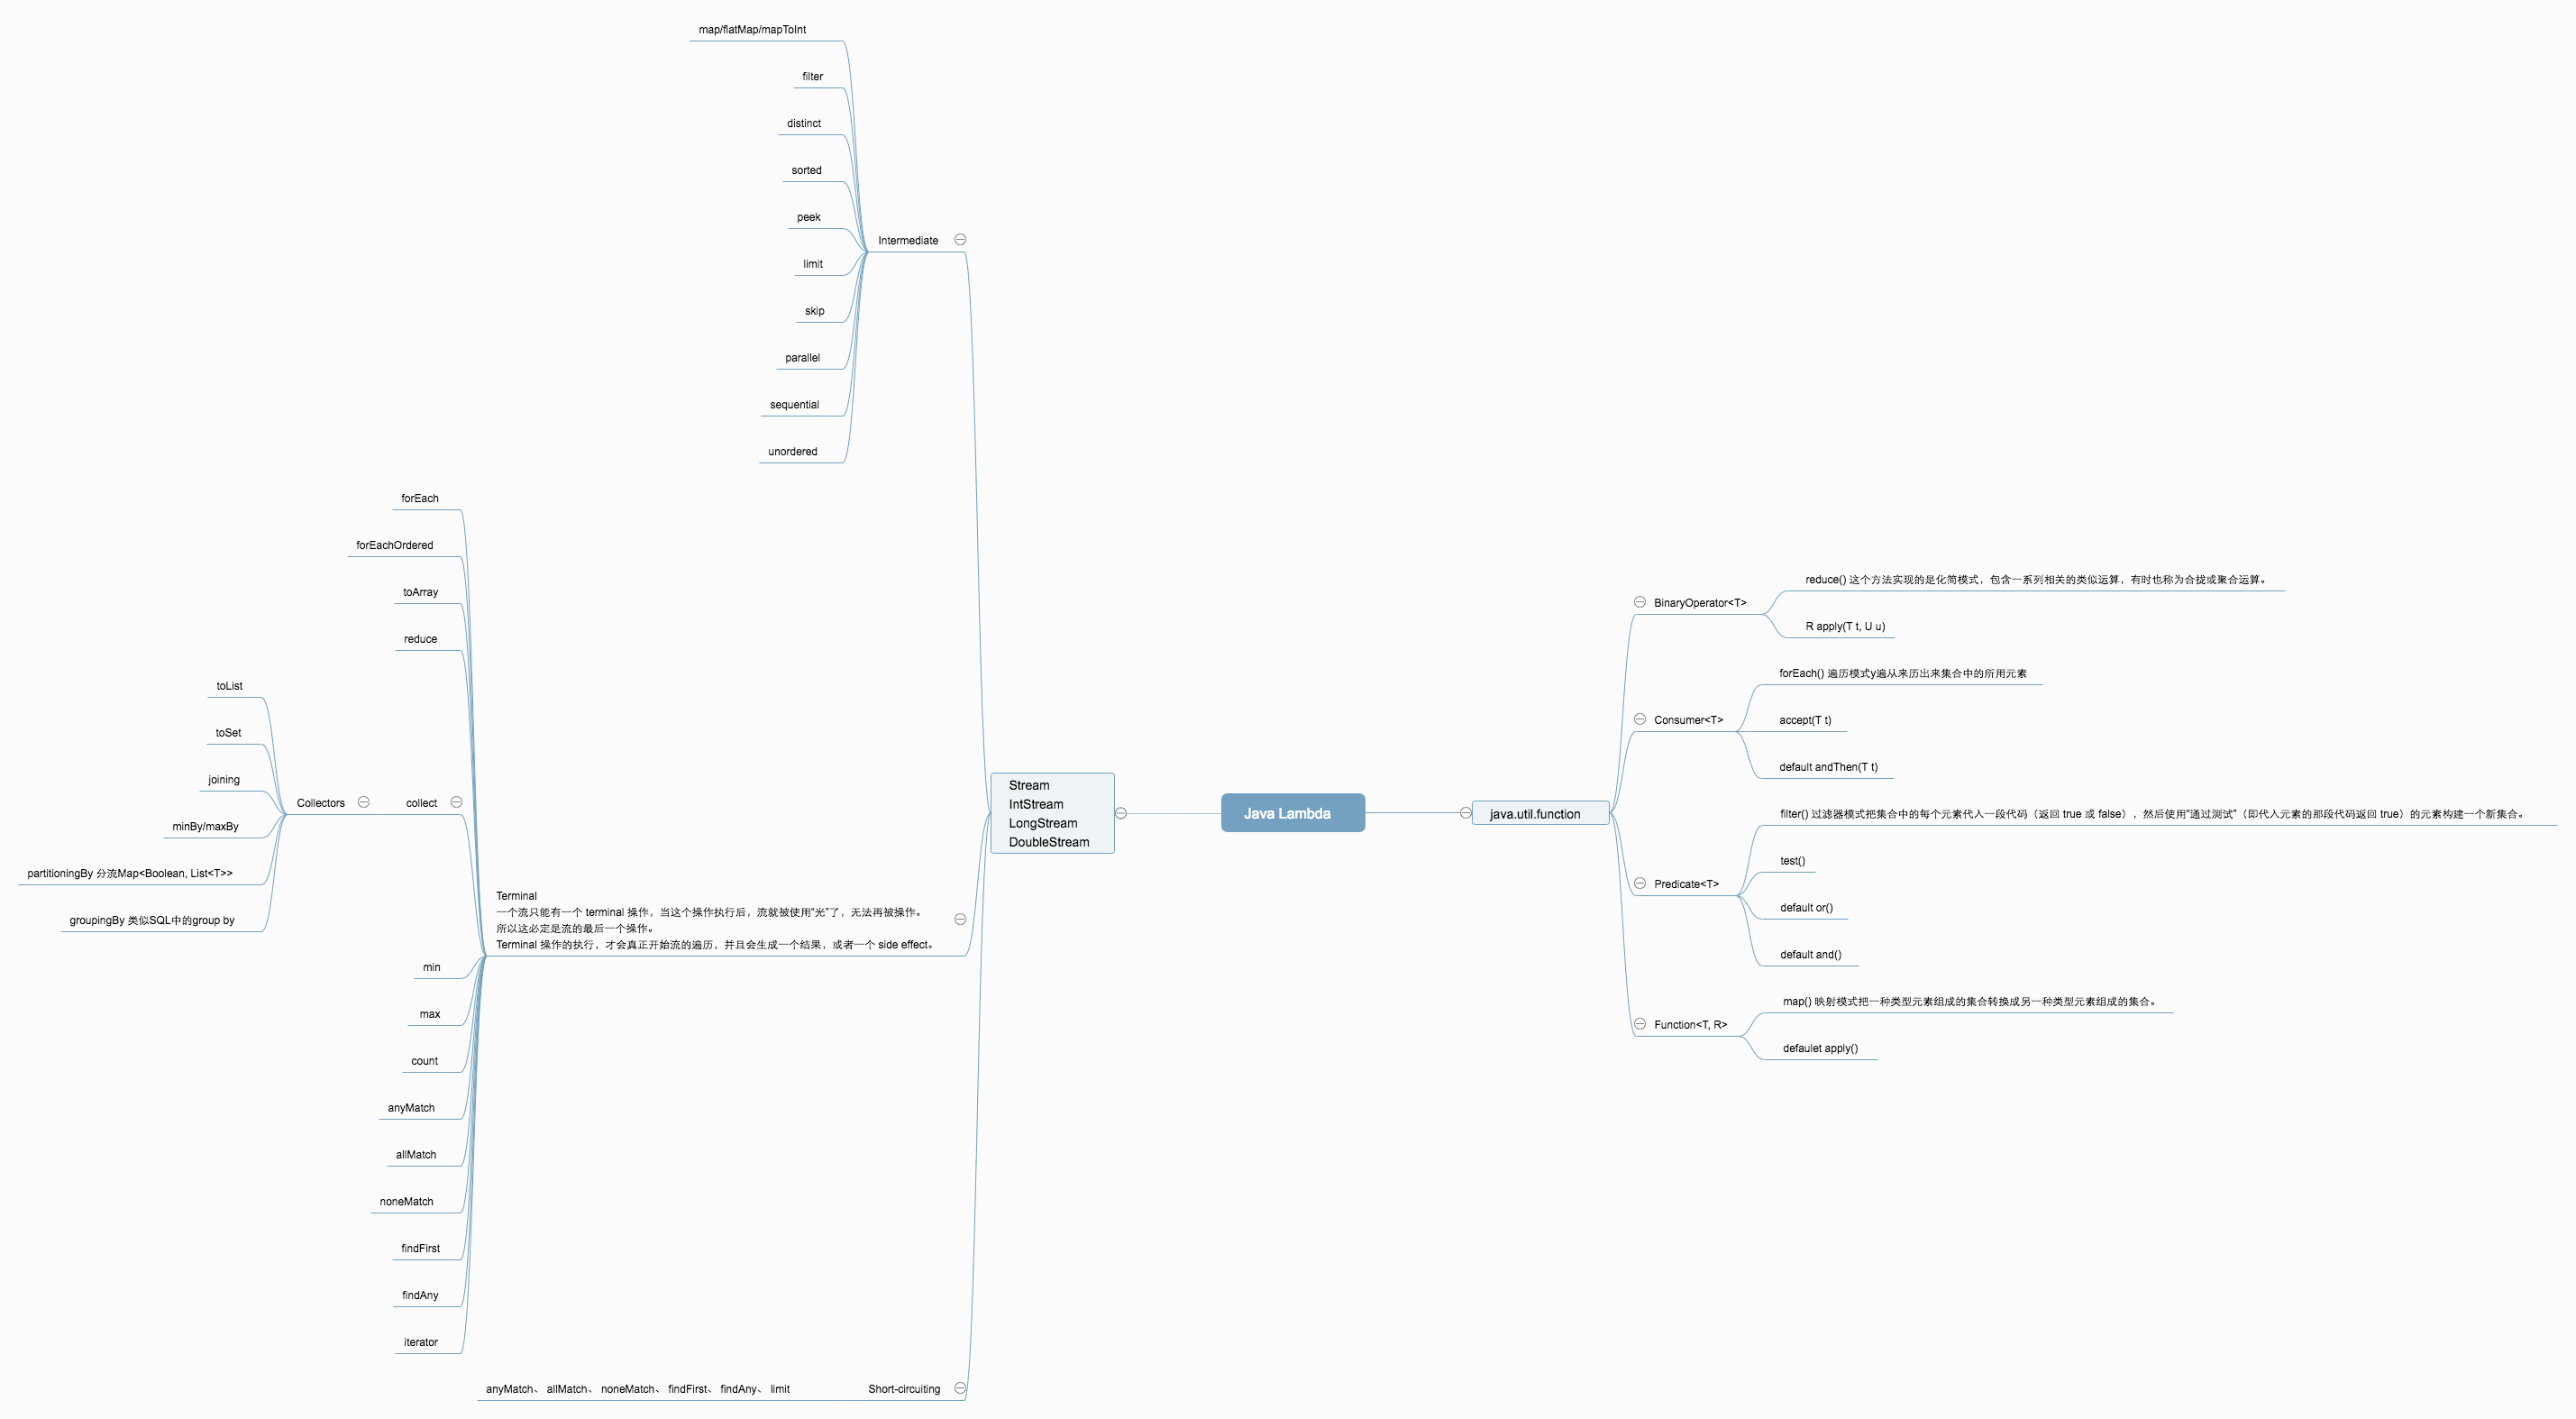 map/flatMap/mapToInt
filter
distinct
sorted
peek
Intermediate
limit
skip
parallel
sequential
unordered
forEach
forEachOrdered
toArray
reduce
toList
toSet
joining
Collectors
collect
minBy/maxBy
partitioningBy 分流Map<Boolean, List<T>>
groupingBy 类似SQL中的group by
Terminal
一个流只能有一个 terminal 操作，当这个操作执行后，流就被使用“光”了，无法再被操作。
所以这必定是流的最后一个操作。
Terminal 操作的执行，才会真正开始流的遍历，并且会生成一个结果，或者一个 side effect。
min
max
count
anyMatch
allMatch
noneMatch
findFirst
findAny
iterator
anyMatch、 allMatch、 noneMatch、 findFirst、 findAny、 limit
Short-circuiting
Stream
IntStream
LongStream
DoubleStream
Java Lambda
java.util.function
BinaryOperator<T>
reduce() 这个方法实现的是化简模式，包含一系列相关的类似运算，有时也称为合拢或聚合运算。
R apply(T t, U u)
Consumer<T>
forEach() 遍历模式y遍从来历出来集合中的所用元素
accept(T t)
default andThen(T t)
Predicate<T>
filter() 过滤器模式把集合中的每个元素代入一段代码（返回 true 或 false），然后使用“通过测试”（即代入元素的那段代码返回 true）的元素构建一个新集合。
test()
default or()
default and()
Function<T, R>
map() 映射模式把一种类型元素组成的集合转换成另一种类型元素组成的集合。
defaulet apply()